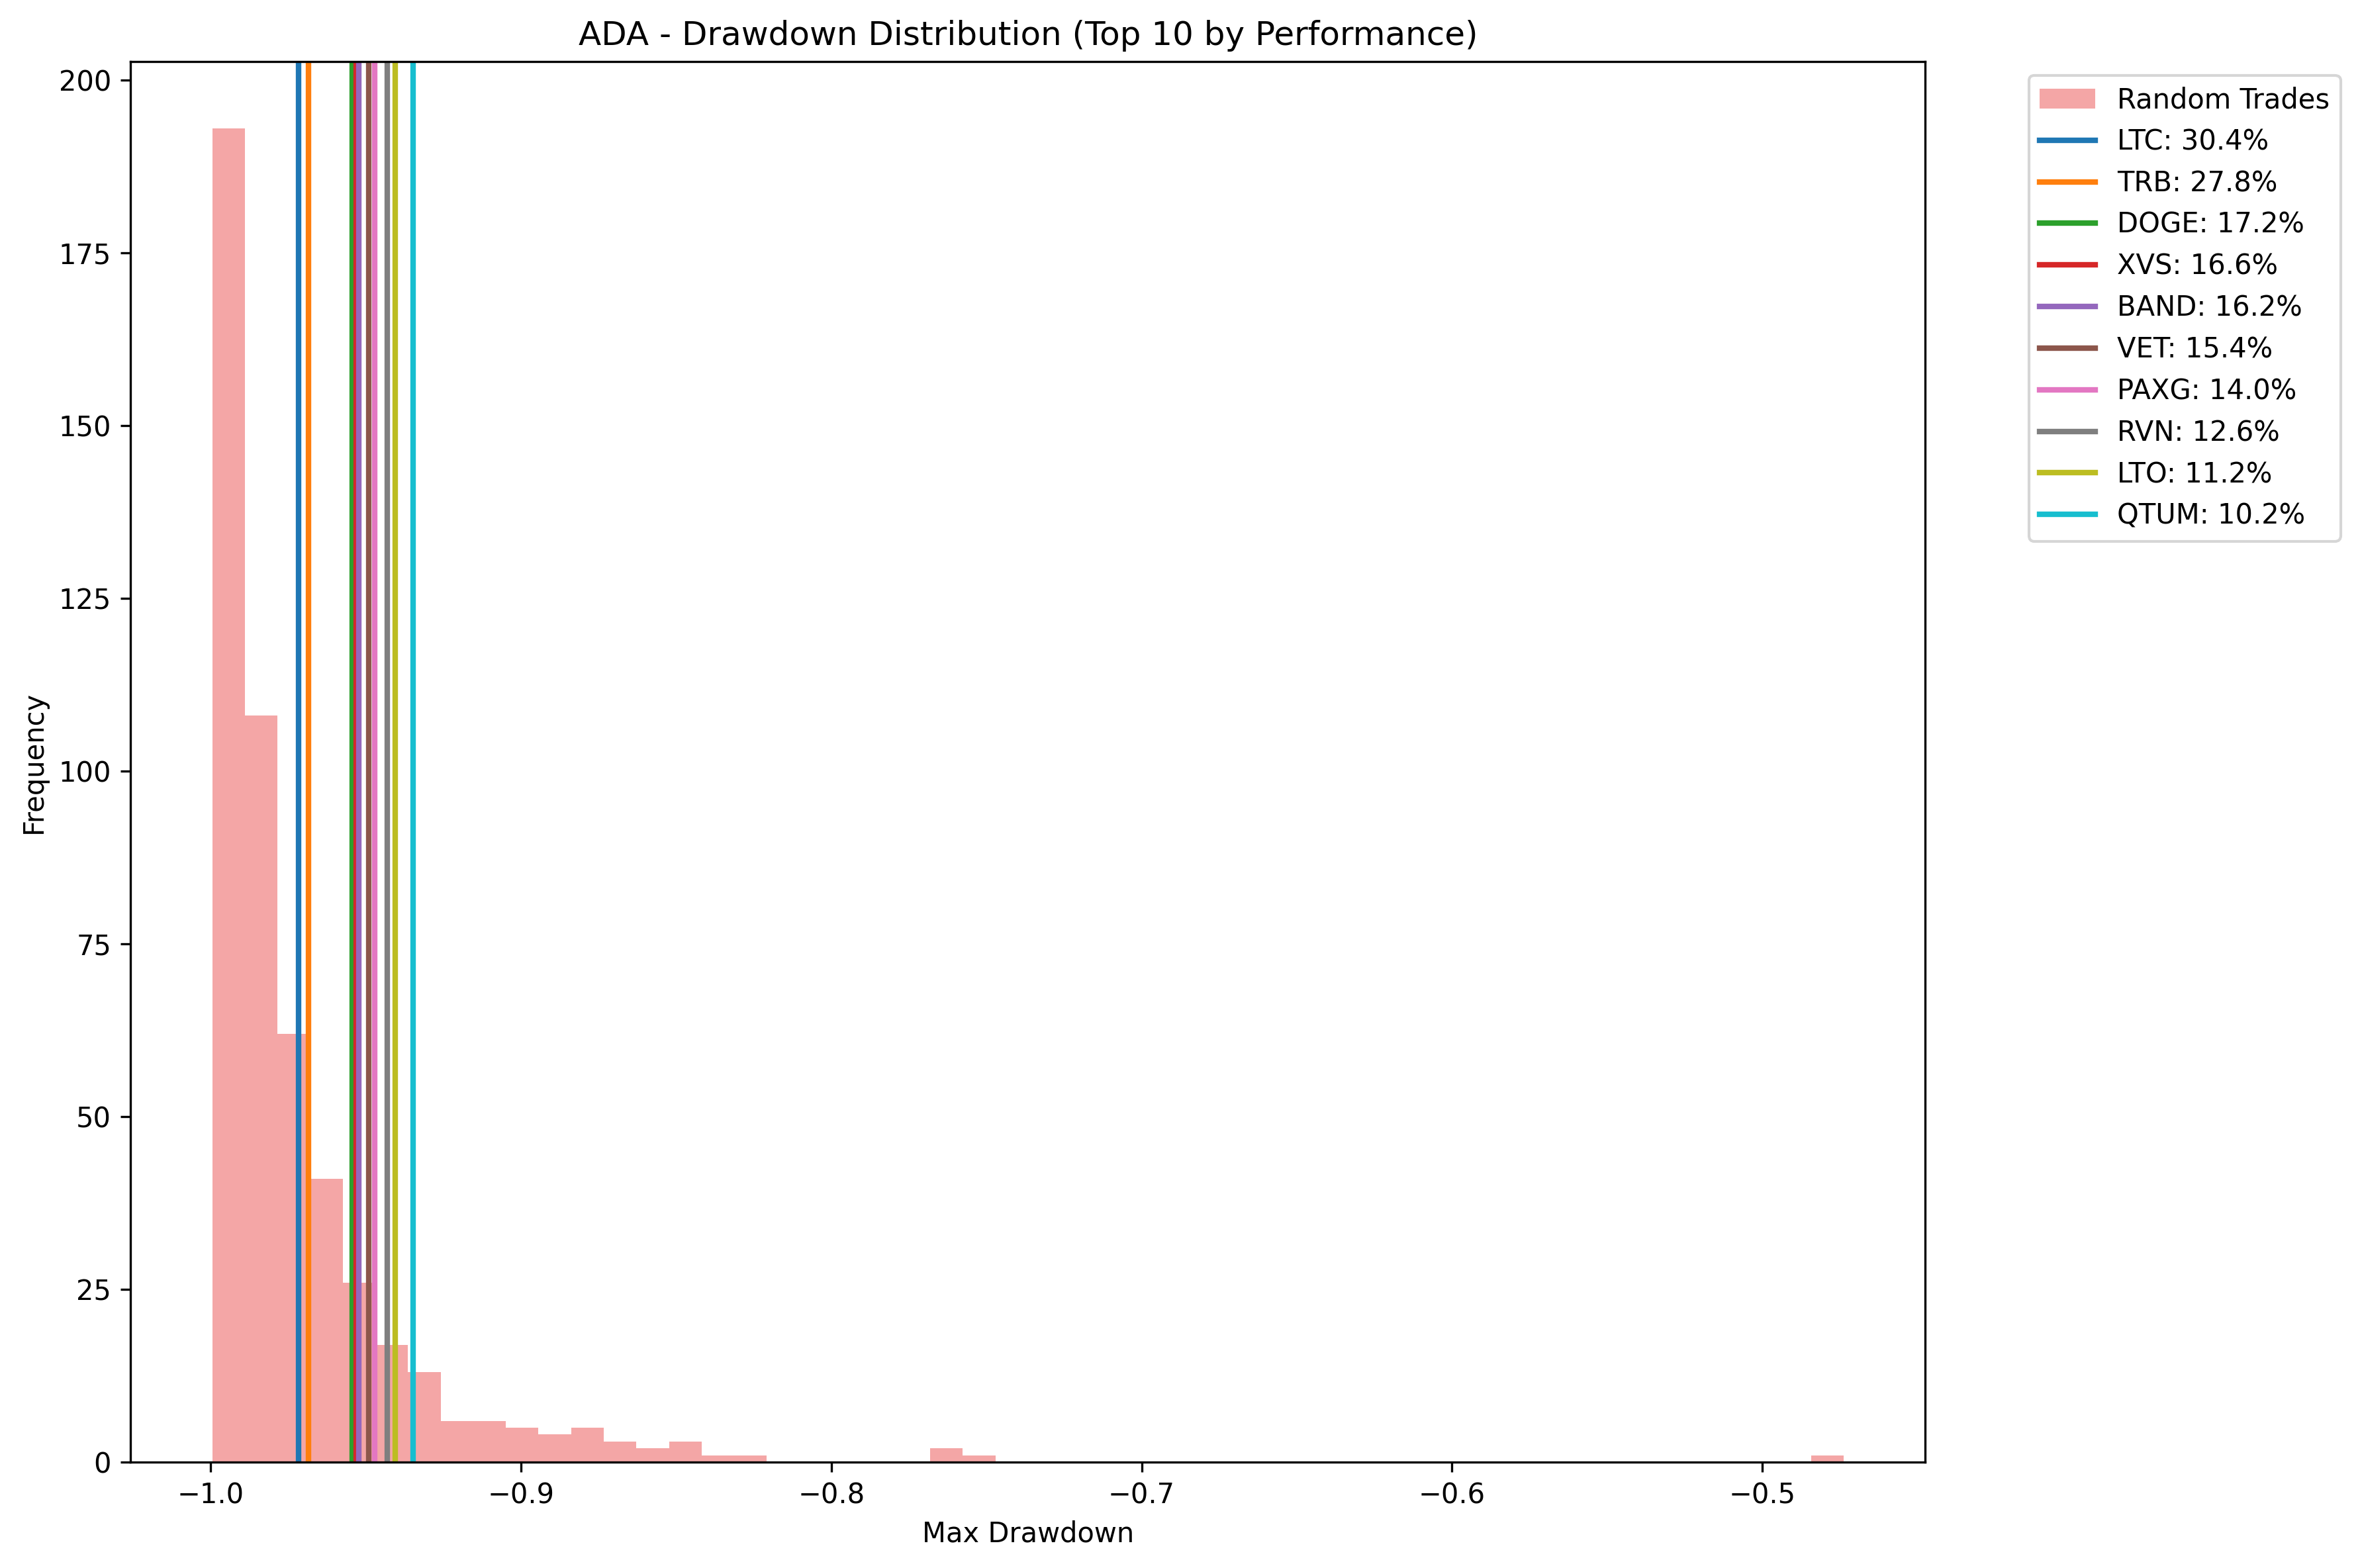 ADA - Drawdown Distribution (Top 10 by Performance)
200
175
150
125
100
75
50
25
0
Frequency
−1.0
−0.9
−0.8
−0.7
−0.6
−0.5
Max Drawdown
Random Trades
LTC: 30.4%
TRB: 27.8%
DOGE: 17.2%
XVS: 16.6%
BAND: 16.2%
VET: 15.4%
PAXG: 14.0%
RVN: 12.6%
LTO: 11.2%
QTUM: 10.2%